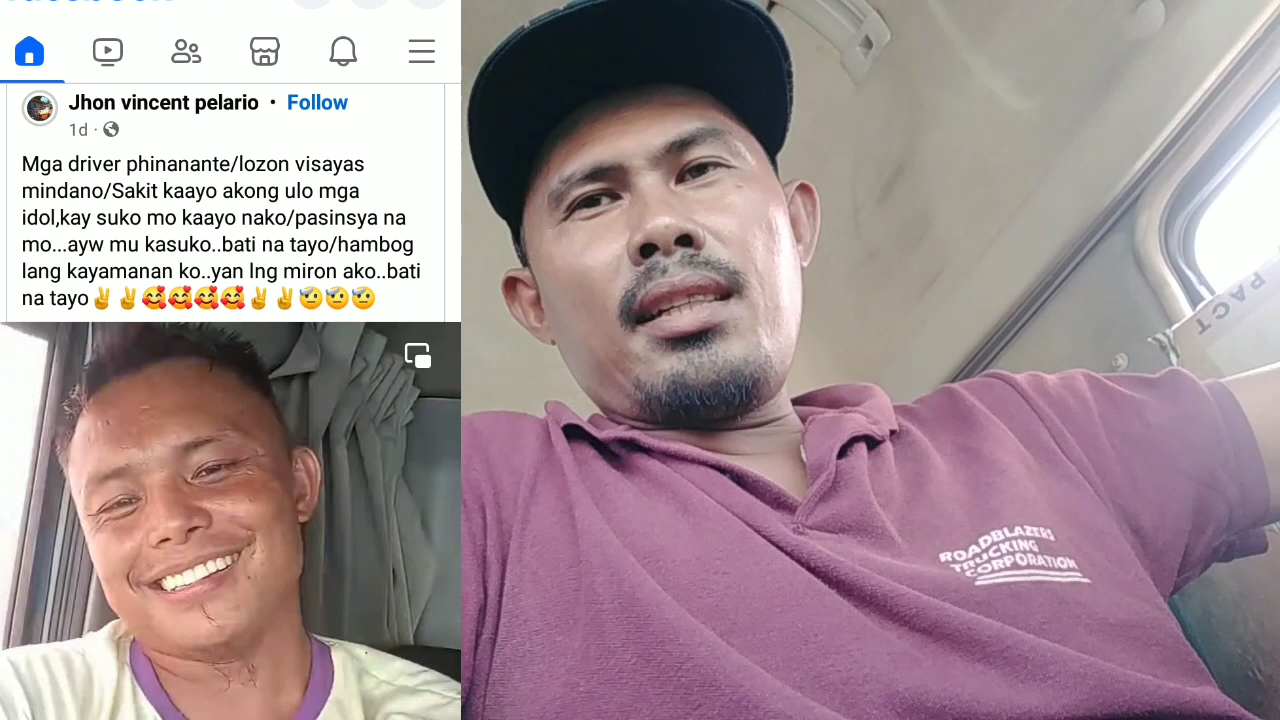 Jhon vincent pelario · Follow
1d ·
Mga driver phinanante/lozon visayas
mindano/Sakit kaayo akong ulo mga
idol,kay suko mo kaayo nako/pasinsya na
mo...ayw mu kasuko..bati na tayo/hambog
lang kayamanan ko..yan lng miron ako..bati
na tayo✌✌🥰🥰🥰🥰✌✌🤕🤕🤕
ROADBLAZERS
TRUCKING
CORPORATION
PACT